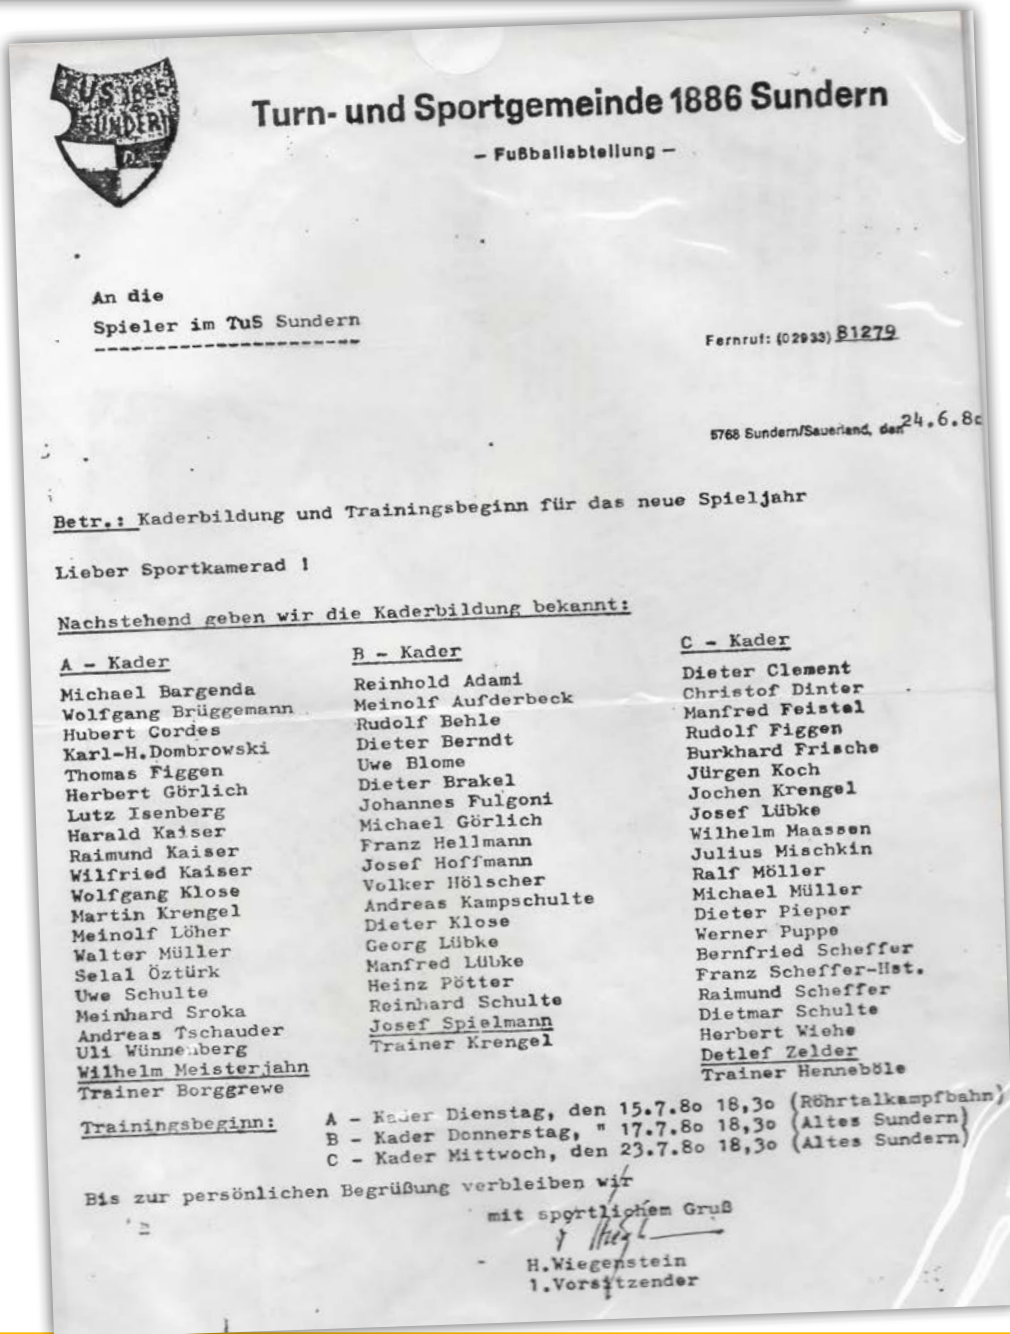 TUS 1886
SUNDERN
Turn- und Sportgemeinde 1886 Sundern
– Fußballabteilung –
An die
Spieler im TuS Sundern
Fernruf: (02933) 81279
5768 Sundern/Sauerland, den 24.6.80
Betr.: Kaderbildung und Trainingsbeginn für das neue Spieljahr
Lieber Sportkamerad !
Nachstehend geben wir die Kaderbildung bekannt:
A - Kader
Michael Bargenda
Wolfgang Brüggemann
Hubert Cordes
Karl-H.Dombrowski
Thomas Figgen
Herbert Görlich
Lutz Isenberg
Harald Kaiser
Raimund Kaiser
Wilfried Kaiser
Wolfgang Klose
Martin Krengel
Meinolf Löher
Walter Müller
Selal Öztürk
Uwe Schulte
Meinhard Sroka
Andreas Tschauder
Uli Wünnenberg
Wilhelm Meisterjahn
Trainer Borggrewe
B - Kader
Reinhold Adami
Meinolf Aufderbeck
Rudolf Behle
Dieter Berndt
Uwe Blome
Dieter Brakel
Johannes Fulgoni
Michael Görlich
Franz Hellmann
Josef Hoffmann
Volker Hölscher
Andreas Kampschulte
Dieter Klose
Georg Lübke
Manfred Lübke
Heinz Pötter
Reinhard Schulte
Josef Spielmann
Trainer Krengel
C - Kader
Dieter Clement
Christof Dinter
Manfred Feistel
Rudolf Figgen
Burkhard Frische
Jürgen Koch
Jochen Krengel
Josef Lübke
Wilhelm Maassen
Julius Mischkin
Ralf Möller
Michael Müller
Dieter Pieper
Werner Puppe
Bernfried Scheffer
Franz Scheffer-Hst.
Raimund Scheffer
Dietmar Schulte
Herbert Wiehe
Detlef Zelder
Trainer Henneböle
Trainingsbeginn:
A - Kader Dienstag, den 15.7.8o 18,3o (Röhrtalkampfbahn)
B - Kader Donnerstag, " 17.7.8o 18,3o (Altes Sundern)
C - Kader Mittwoch, den 23.7.8o 18,3o (Altes Sundern)
Bis zur persönlichen Begrüßung verbleiben wir
mit sportlichem Gruß
H.Wiegenstein
1.Vorsitzender